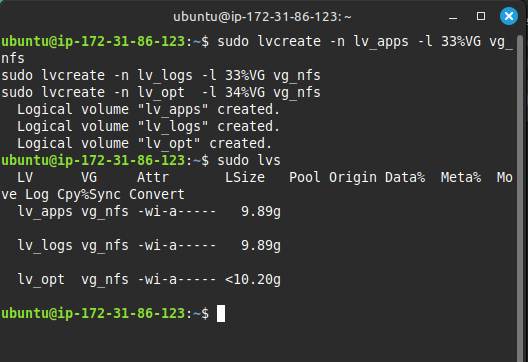 ubuntu@ip-172-31-86-123: ~
ubuntu@ip-172-31-86-123:~$ sudo lvcreate -n lv_apps -l 33%VG vg_
nfs
sudo lvcreate -n lv_logs -l 33%VG vg_nfs
sudo lvcreate -n lv_opt  -l 34%VG vg_nfs
  Logical volume "lv_apps" created.
  Logical volume "lv_logs" created.
  Logical volume "lv_opt" created.
ubuntu@ip-172-31-86-123:~$ sudo lvs
  LV      VG     Attr       LSize   Pool Origin Data%  Meta%  Mo
ve Log Cpy%Sync Convert
  lv_apps vg_nfs -wi-a-----   9.89g
  lv_logs vg_nfs -wi-a-----   9.89g
  lv_opt  vg_nfs -wi-a----- <10.20g
ubuntu@ip-172-31-86-123:~$